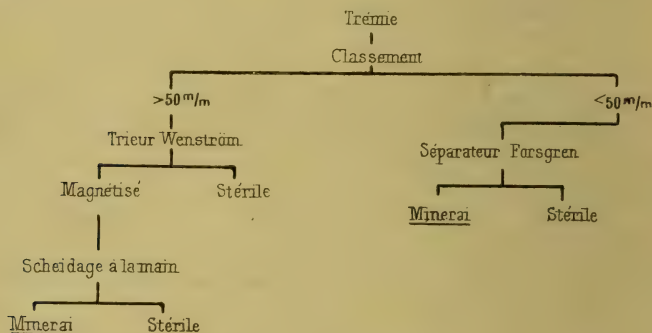 Trémie
Classement
>50 m/m
<50 m/m
Trieur Wenström
Séparateur Forsgren
Magnétisé
Stérile
Minerai
Stérile
Scheidage à la main
Minerai
Stérile